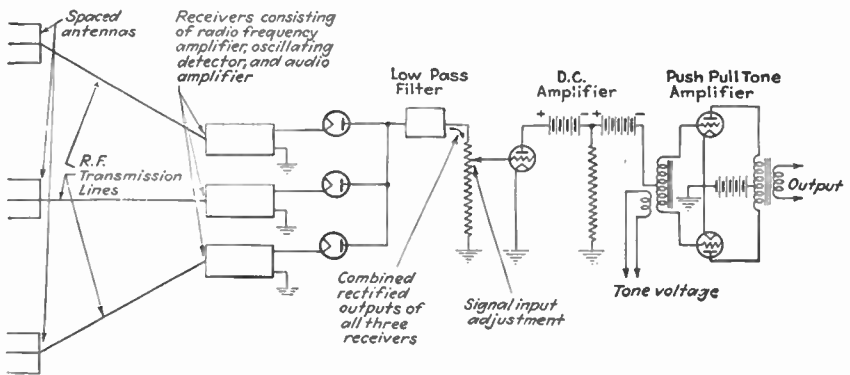 Spaced
antennas
Receivers consisting
of radio frequency
amplifier, oscillating
detector, and audio
amplifier
Low Pass
Filter
D.C.
Amplifier
+ - + -
Push Pull Tone
Amplifier
R.F.
Transmission
Lines
Output
Combined
rectified
outputs of
all three
receivers
Signal input
adjustment
Tone voltage